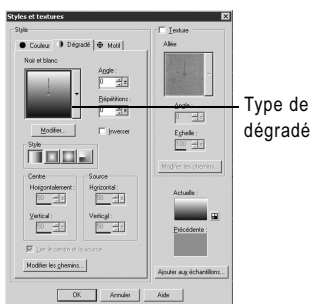 Styles et textures
Style
Couleur
Dégradé
Motif
Noir et blanc
Angle :
0
Répétitions :
0
Modifier...
Inverser
Style
Centre
Source
Horizontalement :
Horizontal :
50
50
Vertical :
Vertical :
50
50
Lier le centre et la source
Modifier les chemins...
Texture
Allée
Angle :
0
Echelle :
100
Modifier les chemins...
Actuelle :
Précédente :
Ajouter aux échantillons...
OK
Annuler
Aide
Type de
dégradé